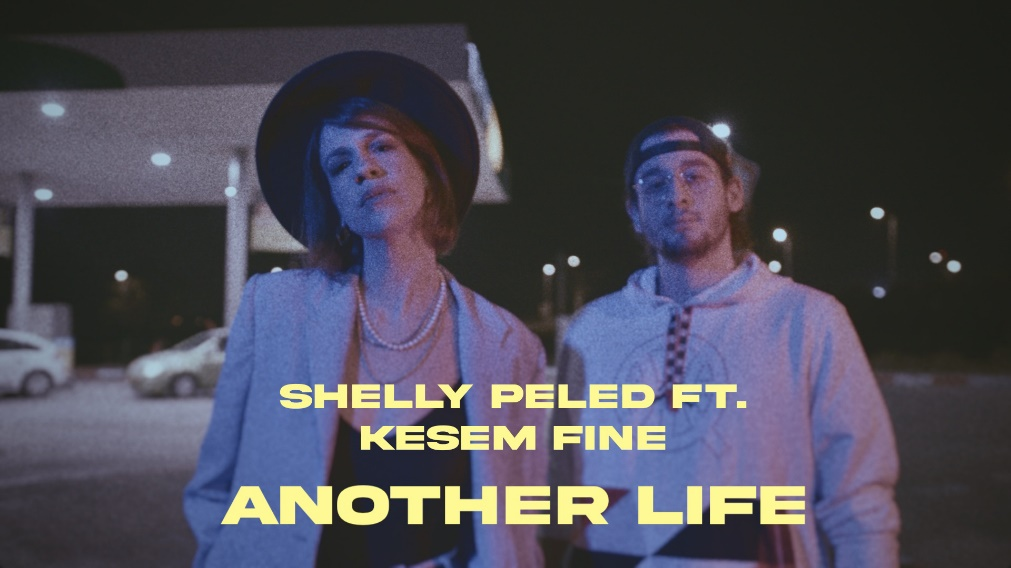 SHELLY PELED FT.
KESEM FINE
ANOTHER LIFE